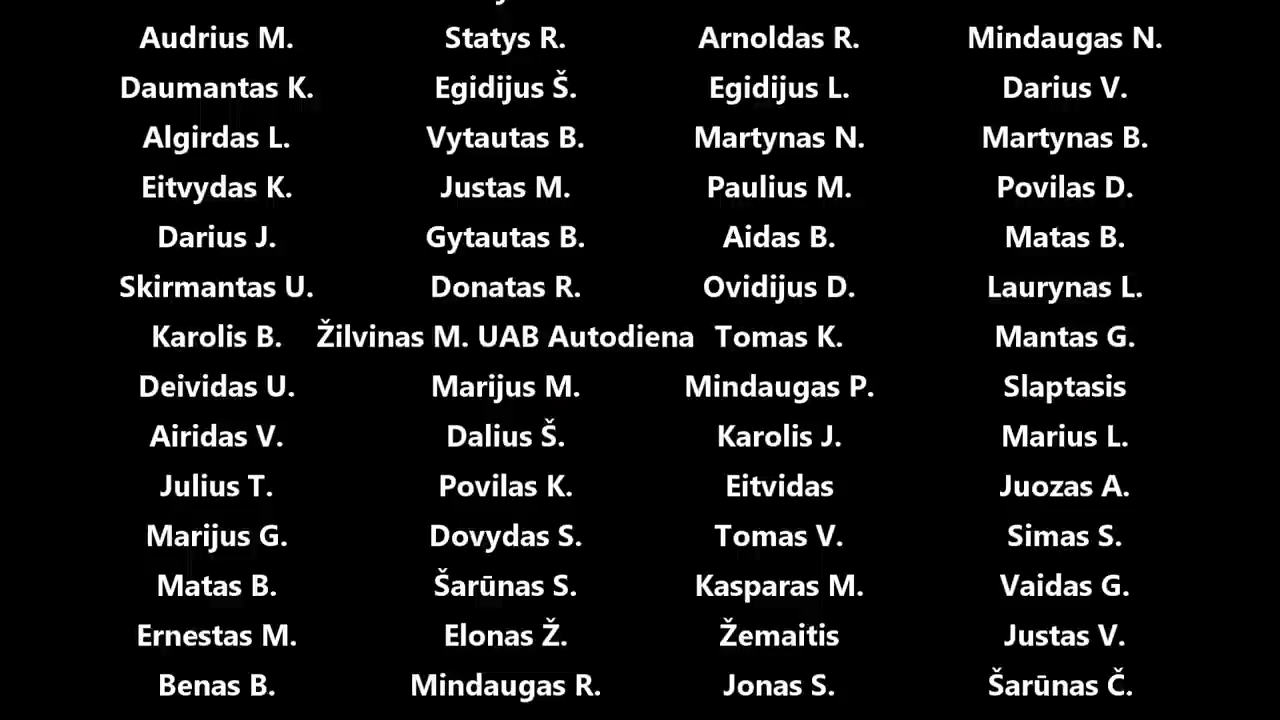 Audrius M. Statys R. Arnoldas R. Mindaugas N.
Daumantas K. Egidijus Š. Egidijus L. Darius V.
Algirdas L. Vytautas B. Martynas N. Martynas B.
Eitvydas K. Justas M. Paulius M. Povilas D.
Darius J. Gytautas B. Aidas B. Matas B.
Skirmantas U. Donatas R. Ovidijus D. Laurynas L.
Karolis B. Žilvinas M. UAB Autodiena Tomas K. Mantas G.
Deividas U. Marijus M. Mindaugas P. Slaptasis
Airidas V. Dalius Š. Karolis J. Marius L.
Julius T. Povilas K. Eitvidas Juozas A.
Marijus G. Dovydas S. Tomas V. Simas S.
Matas B. Šarūnas S. Kasparas M. Vaidas G.
Ernestas M. Elonas Ž. Žemaitis Justas V.
Benas B. Mindaugas R. Jonas S. Šarūnas Č.